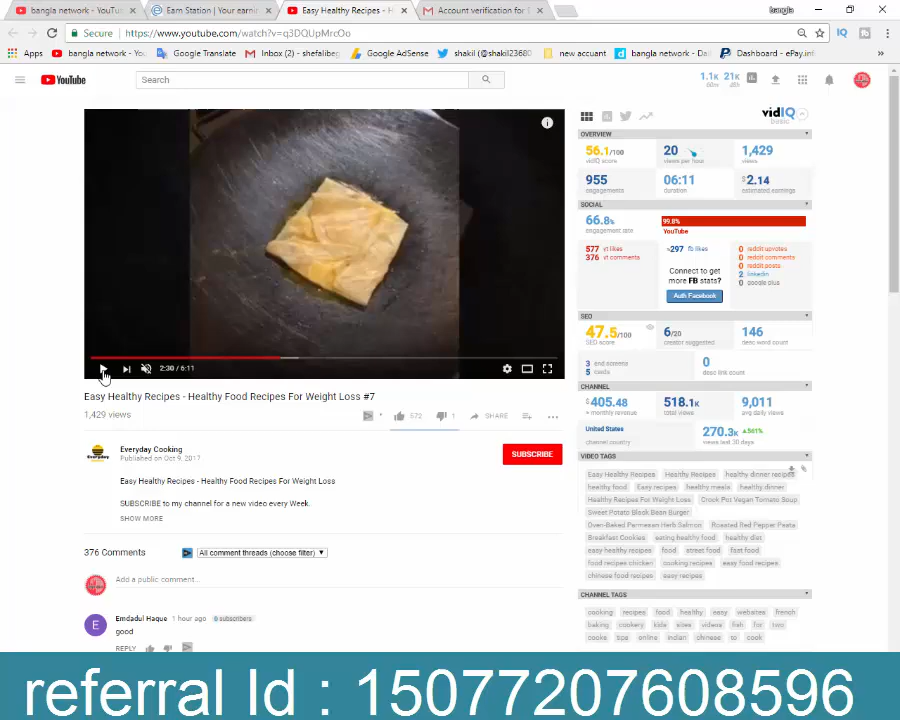 bangla network - YouTu
Earn Station | Your earnin
Easy Healthy Recipes - H
Account verification for S
bangla
Secure
https://www.youtube.com/watch?v=q3DQUpMrcOo
Apps
bangla network - You
Google Translate
Inbox (2) - shefalibeg
Google AdSense
shakil (@shakil23680
new accuant
bangla network - Dai
Dashboard - ePay.inf
YouTube
Search
1.1K 21K
60m 48h
Easy Healthy Recipes - Healthy Food Recipes For Weight Loss #7
2:30 / 6:11
1,429 views
572
1
SHARE
Everyday Cooking
Published on Oct 9, 2017
SUBSCRIBE
Easy Healthy Recipes - Healthy Food Recipes For Weight Loss
SUBSCRIBE to my channel for a new video every Week.
SHOW MORE
376 Comments
All comment threads (choose filter)
Add a public comment...
Emdadul Haque 1 hour ago 0 subscribers
good
REPLY
vidIQ
OVERVIEW
56.1/100 20 1,429
vidIQ score views per hour views
955 06:11 $2.14
engagements duration estimated earnings
SOCIAL
66.8% 99.8%
engagement rate YouTube
577 yt likes
376 yt comments
~297 fb likes
Connect to get
more FB stats?
Auth Facebook
0 reddit upvotes
0 reddit comments
0 reddit posts
2 linkedin
0 google plus
SEO
47.5/100 6/20 146
SEO score creator suggested desc word count
3 end screens
5 cards
0
desc link count
CHANNEL
$405.48 518.1k 9,011
~ monthly revenue total views avg daily views
United States 270.3k 561%
channel country views last 30 days
VIDEO TAGS
Easy Healthy Recipes Healthy Recipes healthy dinner recipes
healthy food Easy recipes healthy meals healthy dinner
Healthy Recipes For Weight Loss Crock Pot Vegan Tomato Soup
Sweet Potato Black Bean Burger
Oven-Baked Parmesan Herb Salmon Roasted Red Pepper Pasta
Breakfast Cookies eating healthy food healthy diet
easy healthy recipes food street food fast food
food recipes chicken cooking recipes easy food recipes
chinese food recipes easy recipes
CHANNEL TAGS
cooking recipes food healthy easy websites french
baking cookery kids sites videos fish for two
cooks tips online indian chinese to cook
referral Id : 15077207608596